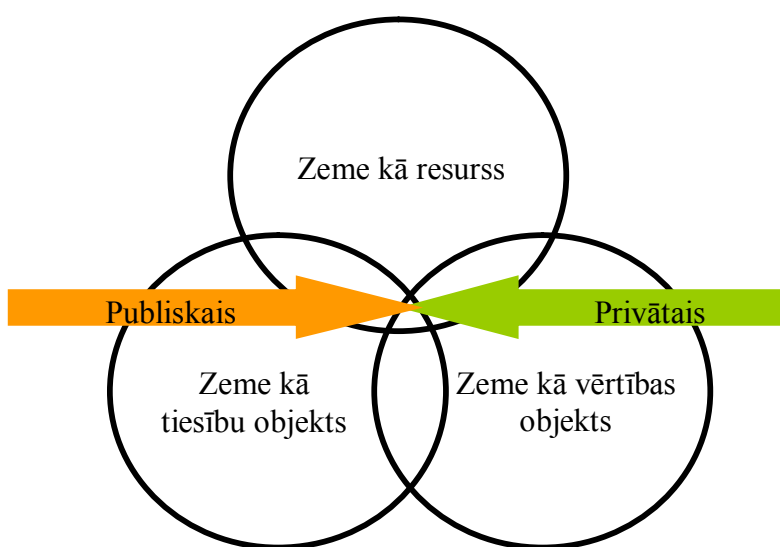 Zeme kā resurss
Publiskais
Privātais
Zeme kā
tiesību objekts
Zeme kā vērtības
objekts